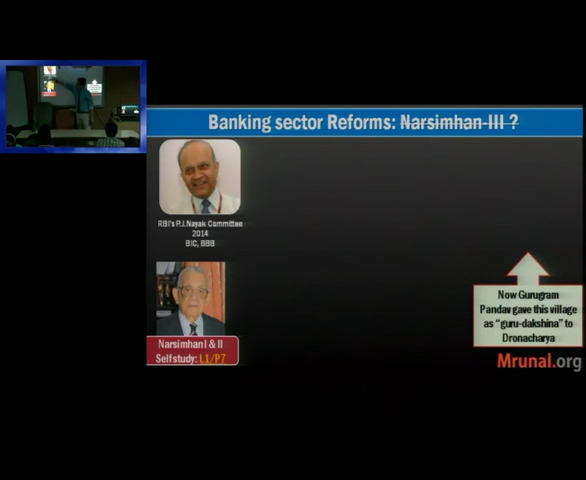 Banking sector Reforms: Narsimhan-III ?
RBI's P.J.Nayak Committee
2014
BIC, BBB
Narsimhan I & II
Selfstudy: L1/P7
Now Gurugram
Pandav gave this village
as "guru-dakshina" to
Dronacharya
Mrunal.org